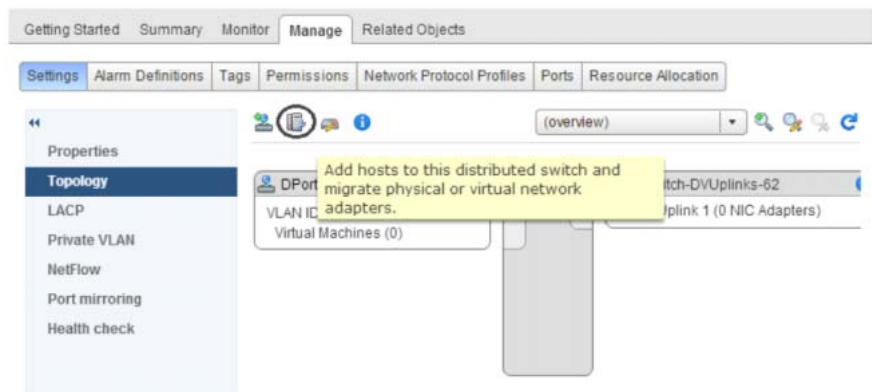 Getting Started Summary Monitor Manage Related Objects
Settings Alarm Definitions Tags Permissions Network Protocol Profiles Ports Resource Allocation
Properties
Topology
LACP
Private VLAN
NetFlow
Port mirroring
Health check
(overview)
Add hosts to this distributed switch and
migrate physical or virtual network
adapters.
DPort
VLAN ID
Virtual Machines (0)
itch-DVUplinks-62
Uplink 1 (0 NIC Adapters)